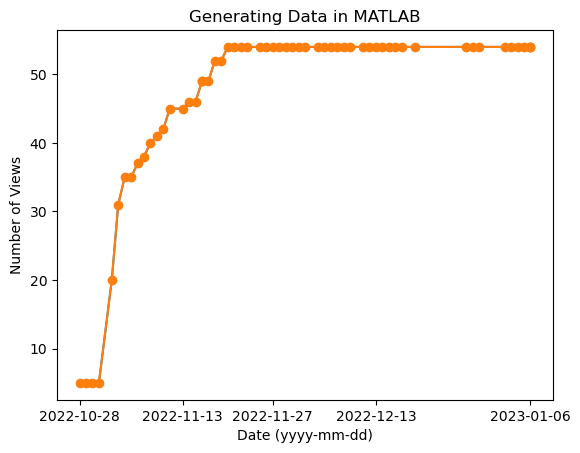 Generating Data in MATLAB
50
40
30
20
10
Number of Views
2022-10-28 2022-11-13 2022-11-27 2022-12-13 2023-01-06
Date (yyyy-mm-dd)